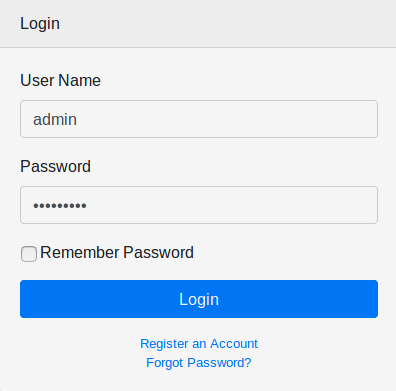 Login
User Name
admin
Password
•••••••••
Remember Password
Login
Register an Account
Forgot Password?